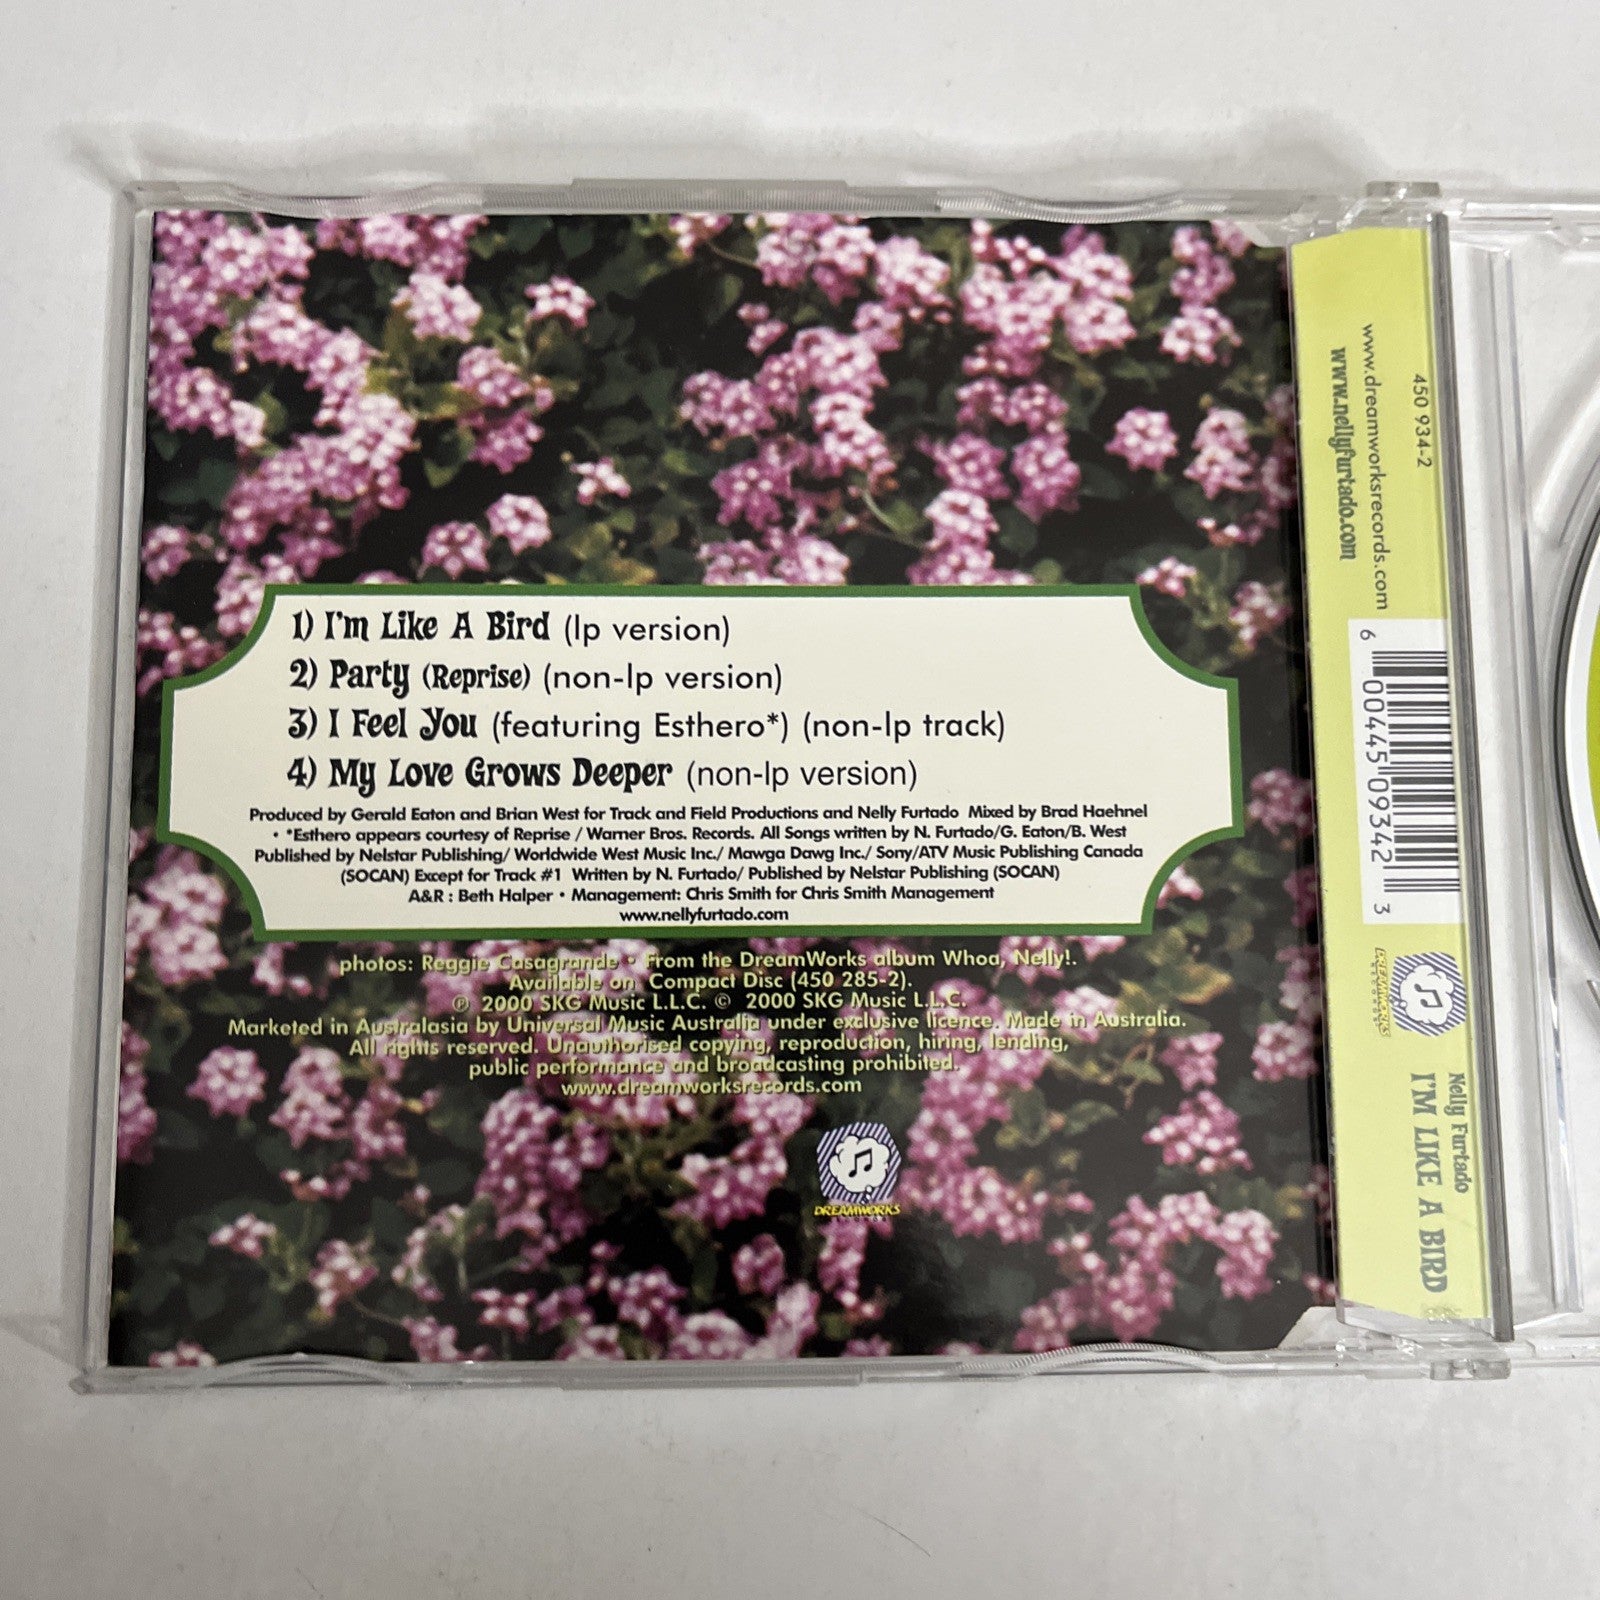 1) I'm Like A Bird (lp version)
2) Party (Reprise) (non-lp version)
3) I Feel You (featuring Esthero*) (non-lp track)
4) My Love Grows Deeper (non-lp version)
Produced by Gerald Eaton and Brian West for Track and Field Productions and Nelly Furtado Mixed by Brad Haehnel
• *Esthero appears courtesy of Reprise / Warner Bros. Records. All Songs written by N. Furtado/G. Eaton/B. West
Published by Nelstar Publishing/ Worldwide West Music Inc./ Mawga Dawg Inc./ Sony/ATV Music Publishing Canada
(SOCAN) Except for Track #1 Written by N. Furtado/ Published by Nelstar Publishing (SOCAN)
A&R : Beth Halper • Management: Chris Smith for Chris Smith Management
www.nellyfurtado.com
photos: Reggie Casagrande • From the DreamWorks album Whoa, Nelly!.
Available on Compact Disc (450 285-2).
℗ 2000 SKG Music L.L.C. © 2000 SKG Music L.L.C.
Marketed in Australasia by Universal Music Australia under exclusive licence. Made in Australia.
All rights reserved. Unauthorised copying, reproduction, hiring, lending,
public performance and broadcasting prohibited.
www.dreamworksrecords.com
DREAMWORKS
RECORDS
450 934-2
www.dreamworksrecords.com
www.nellyfurtado.com
6 00445 09342 3
DREAMWORKS
RECORDS
Nelly Furtado
I'M LIKE A BIRD